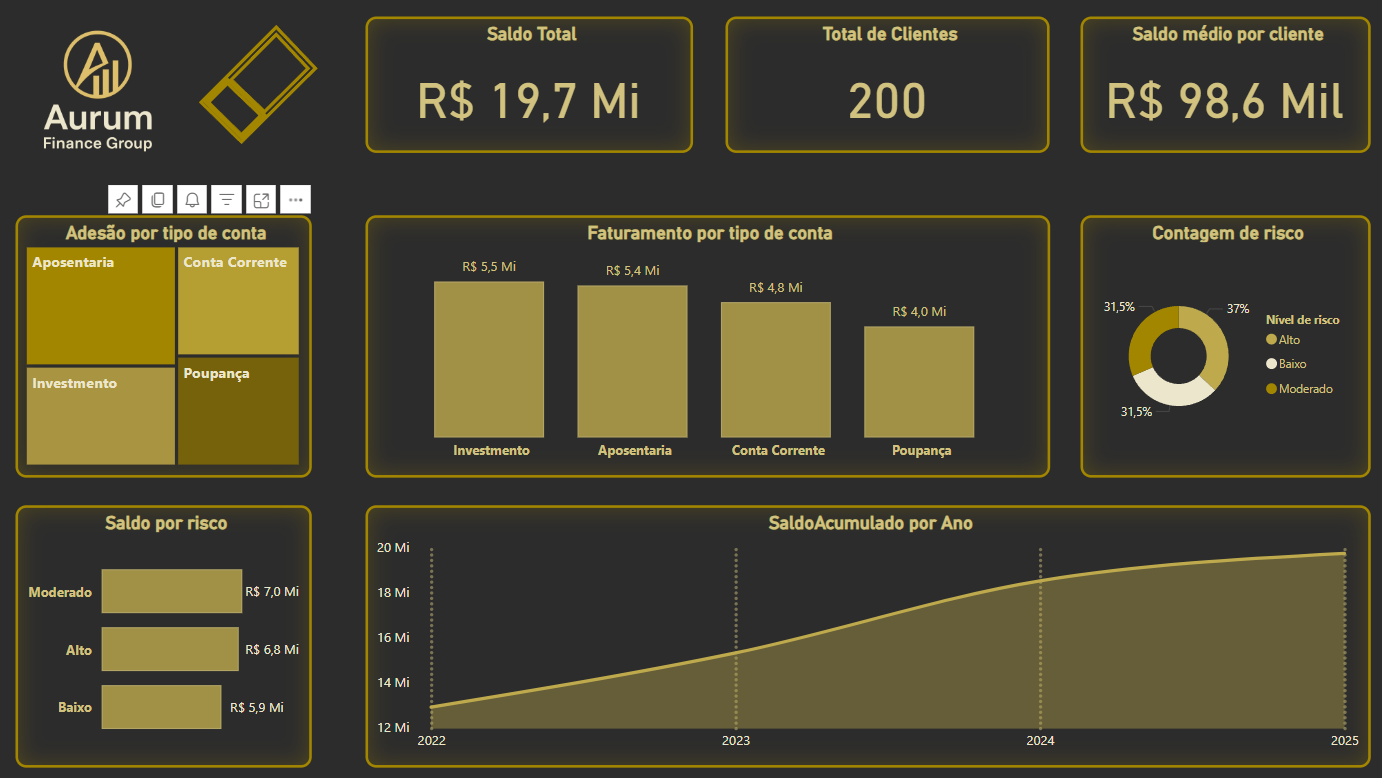 Aurum
Finance Group
Saldo Total
R$ 19,7 Mi
Total de Clientes
200
Saldo médio por cliente
R$ 98,6 Mil
Adesão por tipo de conta
Aposentaria
Conta Corrente
Investmento
Poupança
Faturamento por tipo de conta
R$ 5,5 Mi
R$ 5,4 Mi
R$ 4,8 Mi
R$ 4,0 Mi
Investmento
Aposentaria
Conta Corrente
Poupança
Contagem de risco
31,5%
37%
31,5%
Nível de risco
Alto
Baixo
Moderado
Saldo por risco
Moderado
R$ 7,0 Mi
Alto
R$ 6,8 Mi
Baixo
R$ 5,9 Mi
SaldoAcumulado por Ano
20 Mi
18 Mi
16 Mi
14 Mi
12 Mi
2022
2023
2024
2025